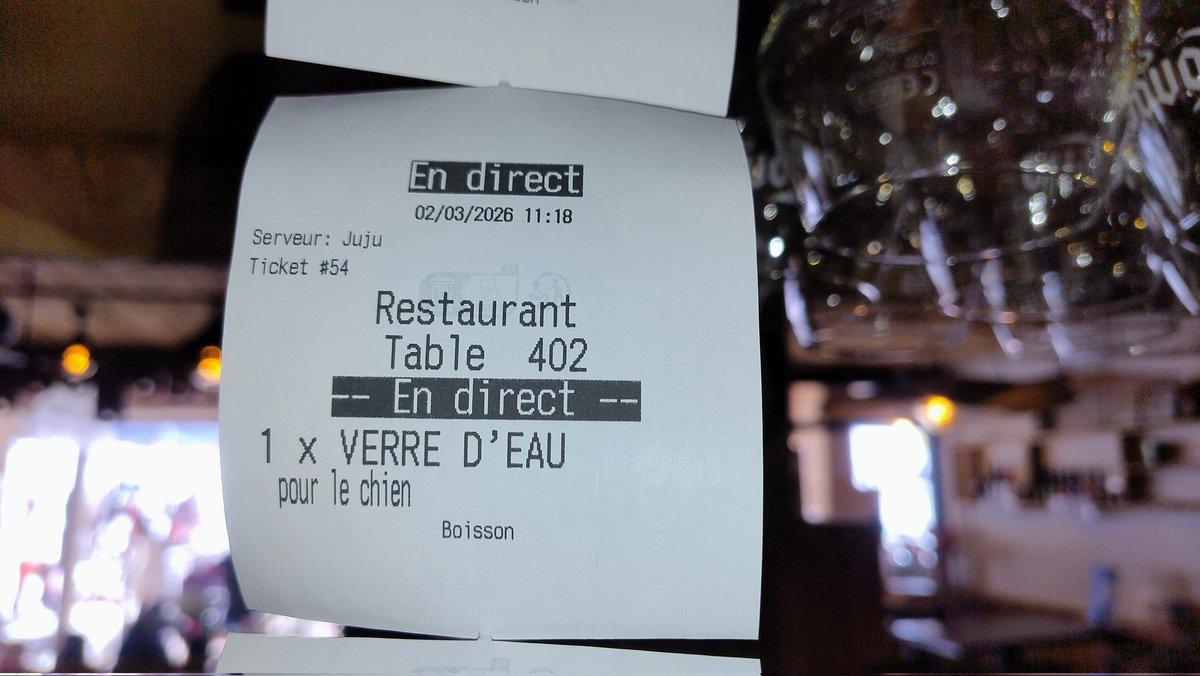 En direct
02/03/2026 11:18
Serveur: Juju
Ticket #54
Restaurant
Table 402
-- En direct --
1 x VERRE D'EAU
pour le chien
Boisson